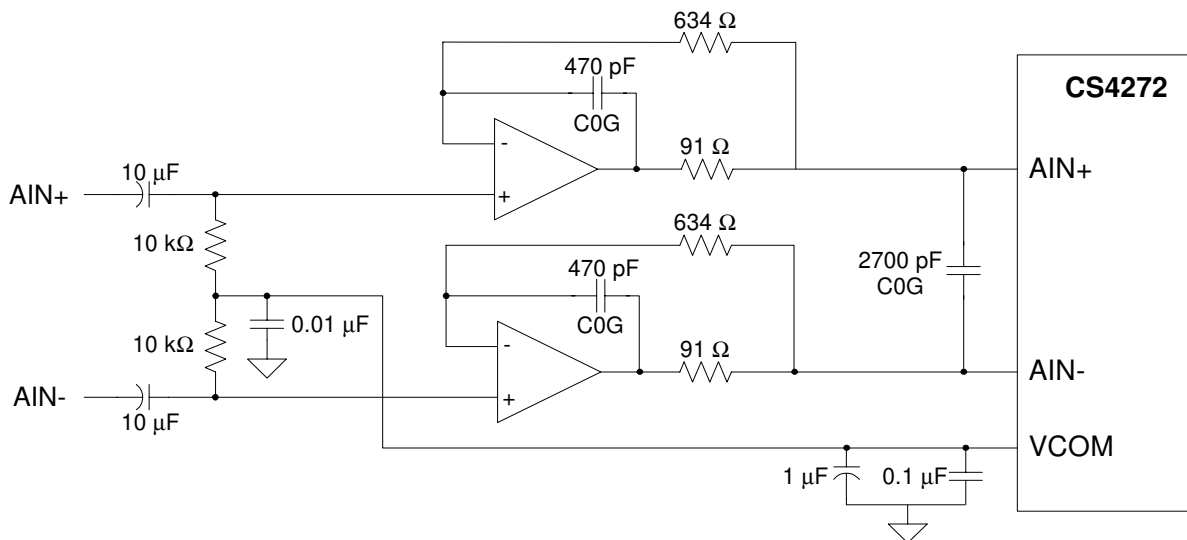 634 Ω
470 pF
C0G
CS4272
-
+
91 Ω
AIN+
10 µF
AIN+
10 kΩ
634 Ω
470 pF
C0G
2700 pF
C0G
0.01 µF
10 kΩ
-
+
91 Ω
AIN-
AIN-
10 µF
VCOM
1 µF
0.1 µF